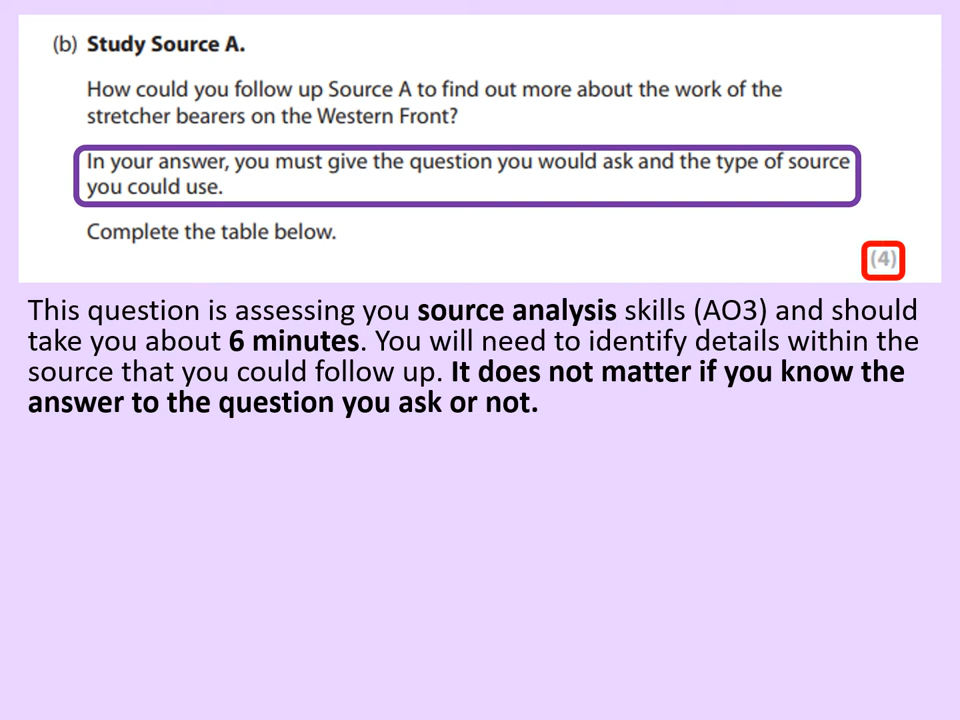 (b) Study Source A.
How could you follow up Source A to find out more about the work of the
stretcher bearers on the Western Front?
In your answer, you must give the question you would ask and the type of source
you could use.
Complete the table below.
(4)
This question is assessing you source analysis skills (AO3) and should
take you about 6 minutes. You will need to identify details within the
source that you could follow up. It does not matter if you know the
answer to the question you ask or not.